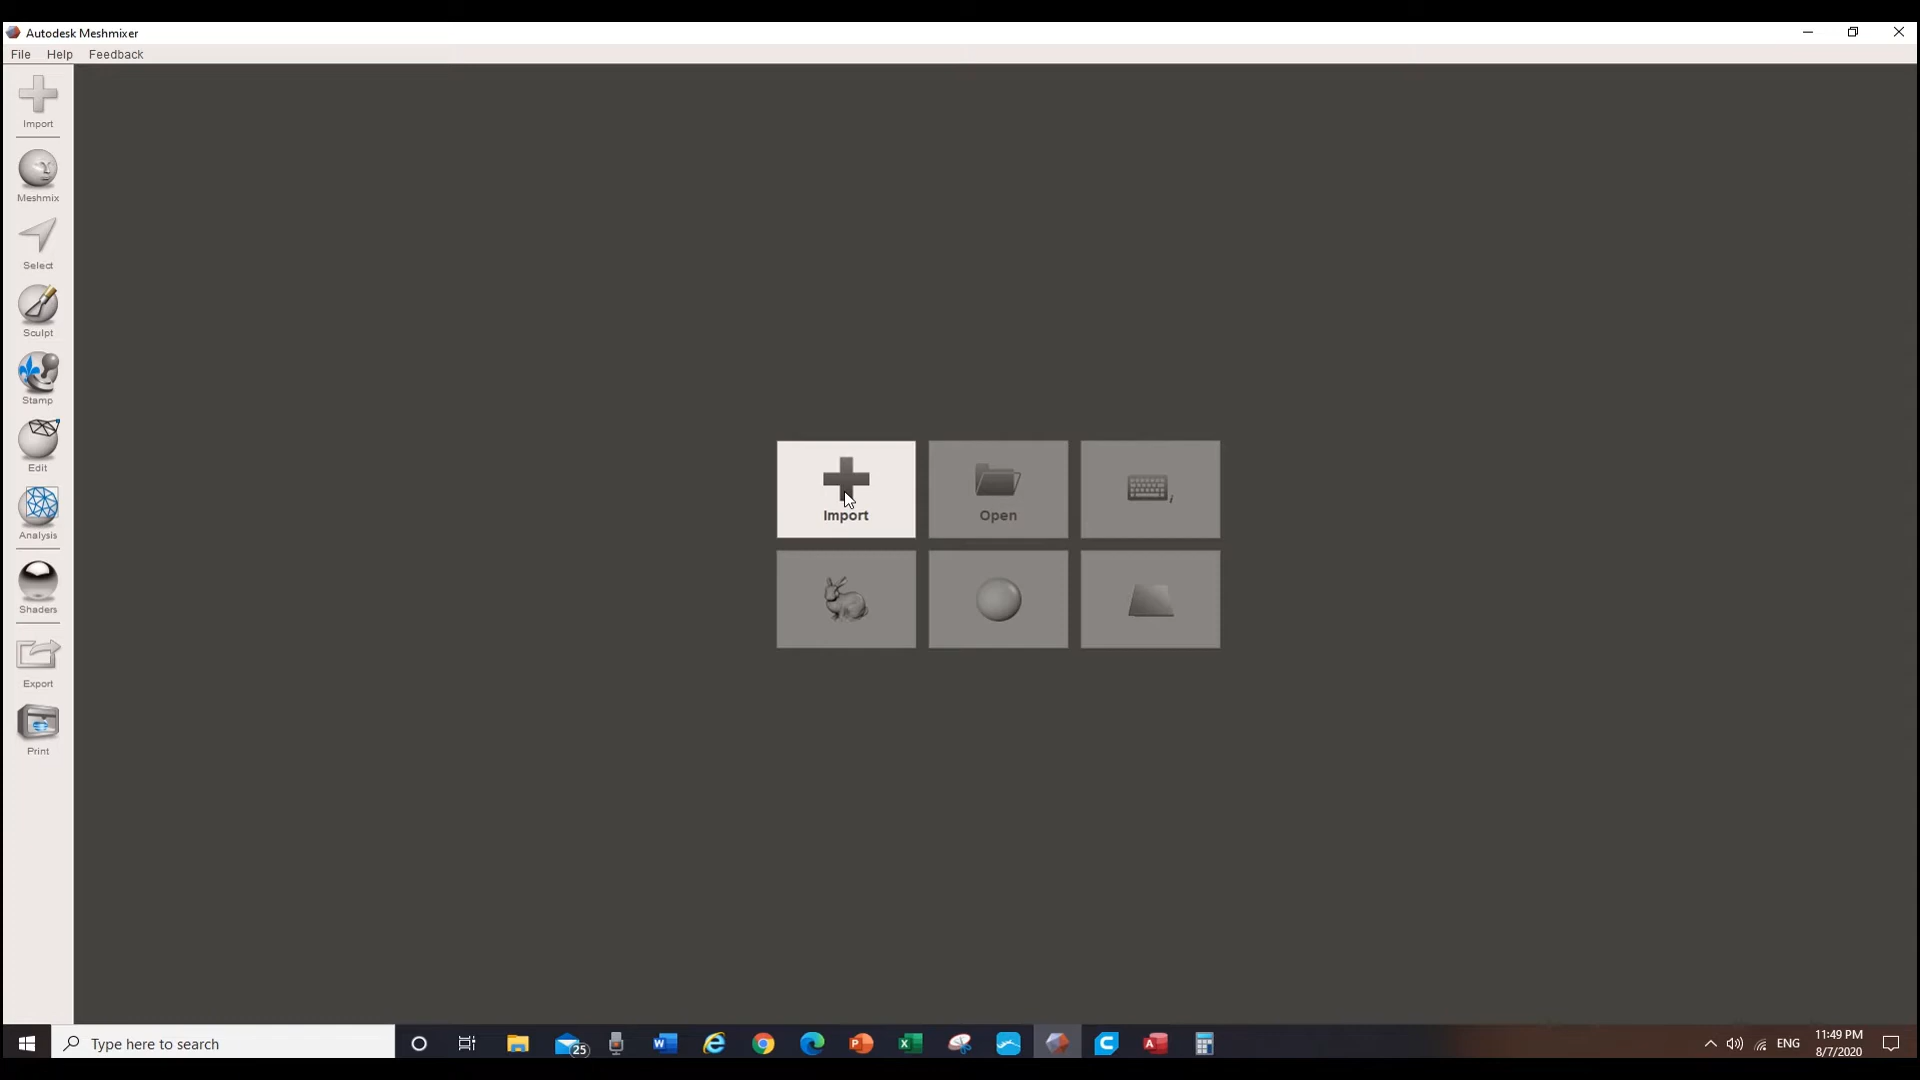 Autodesk Meshmixer
File Help Feedback
Import
Meshmix
Select
Sculpt
Stamp
Edit
Analysis
Shaders
Export
Print
Import
Open
Type here to search
25
ENG
11:49 PM
8/7/2020